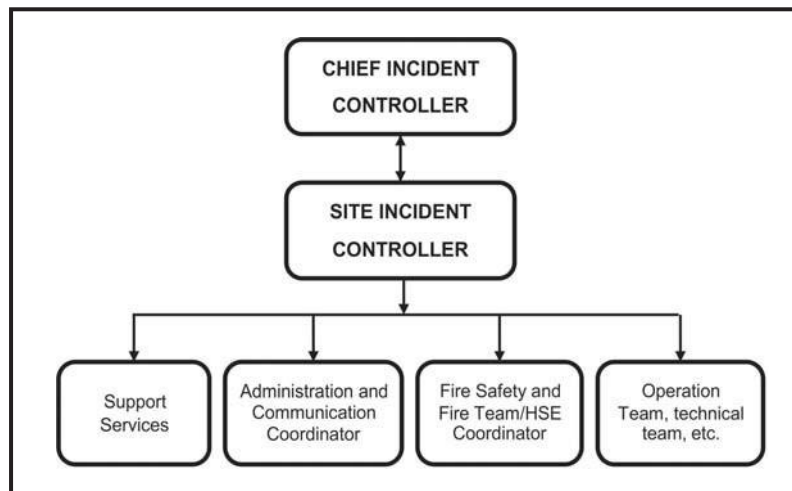 CHIEF INCIDENT
CONTROLLER
SITE INCIDENT
CONTROLLER
Support
Services
Administration and
Communication
Coordinator
Fire Safety and
Fire Team/HSE
Coordinator
Operation
Team, technical
team, etc.